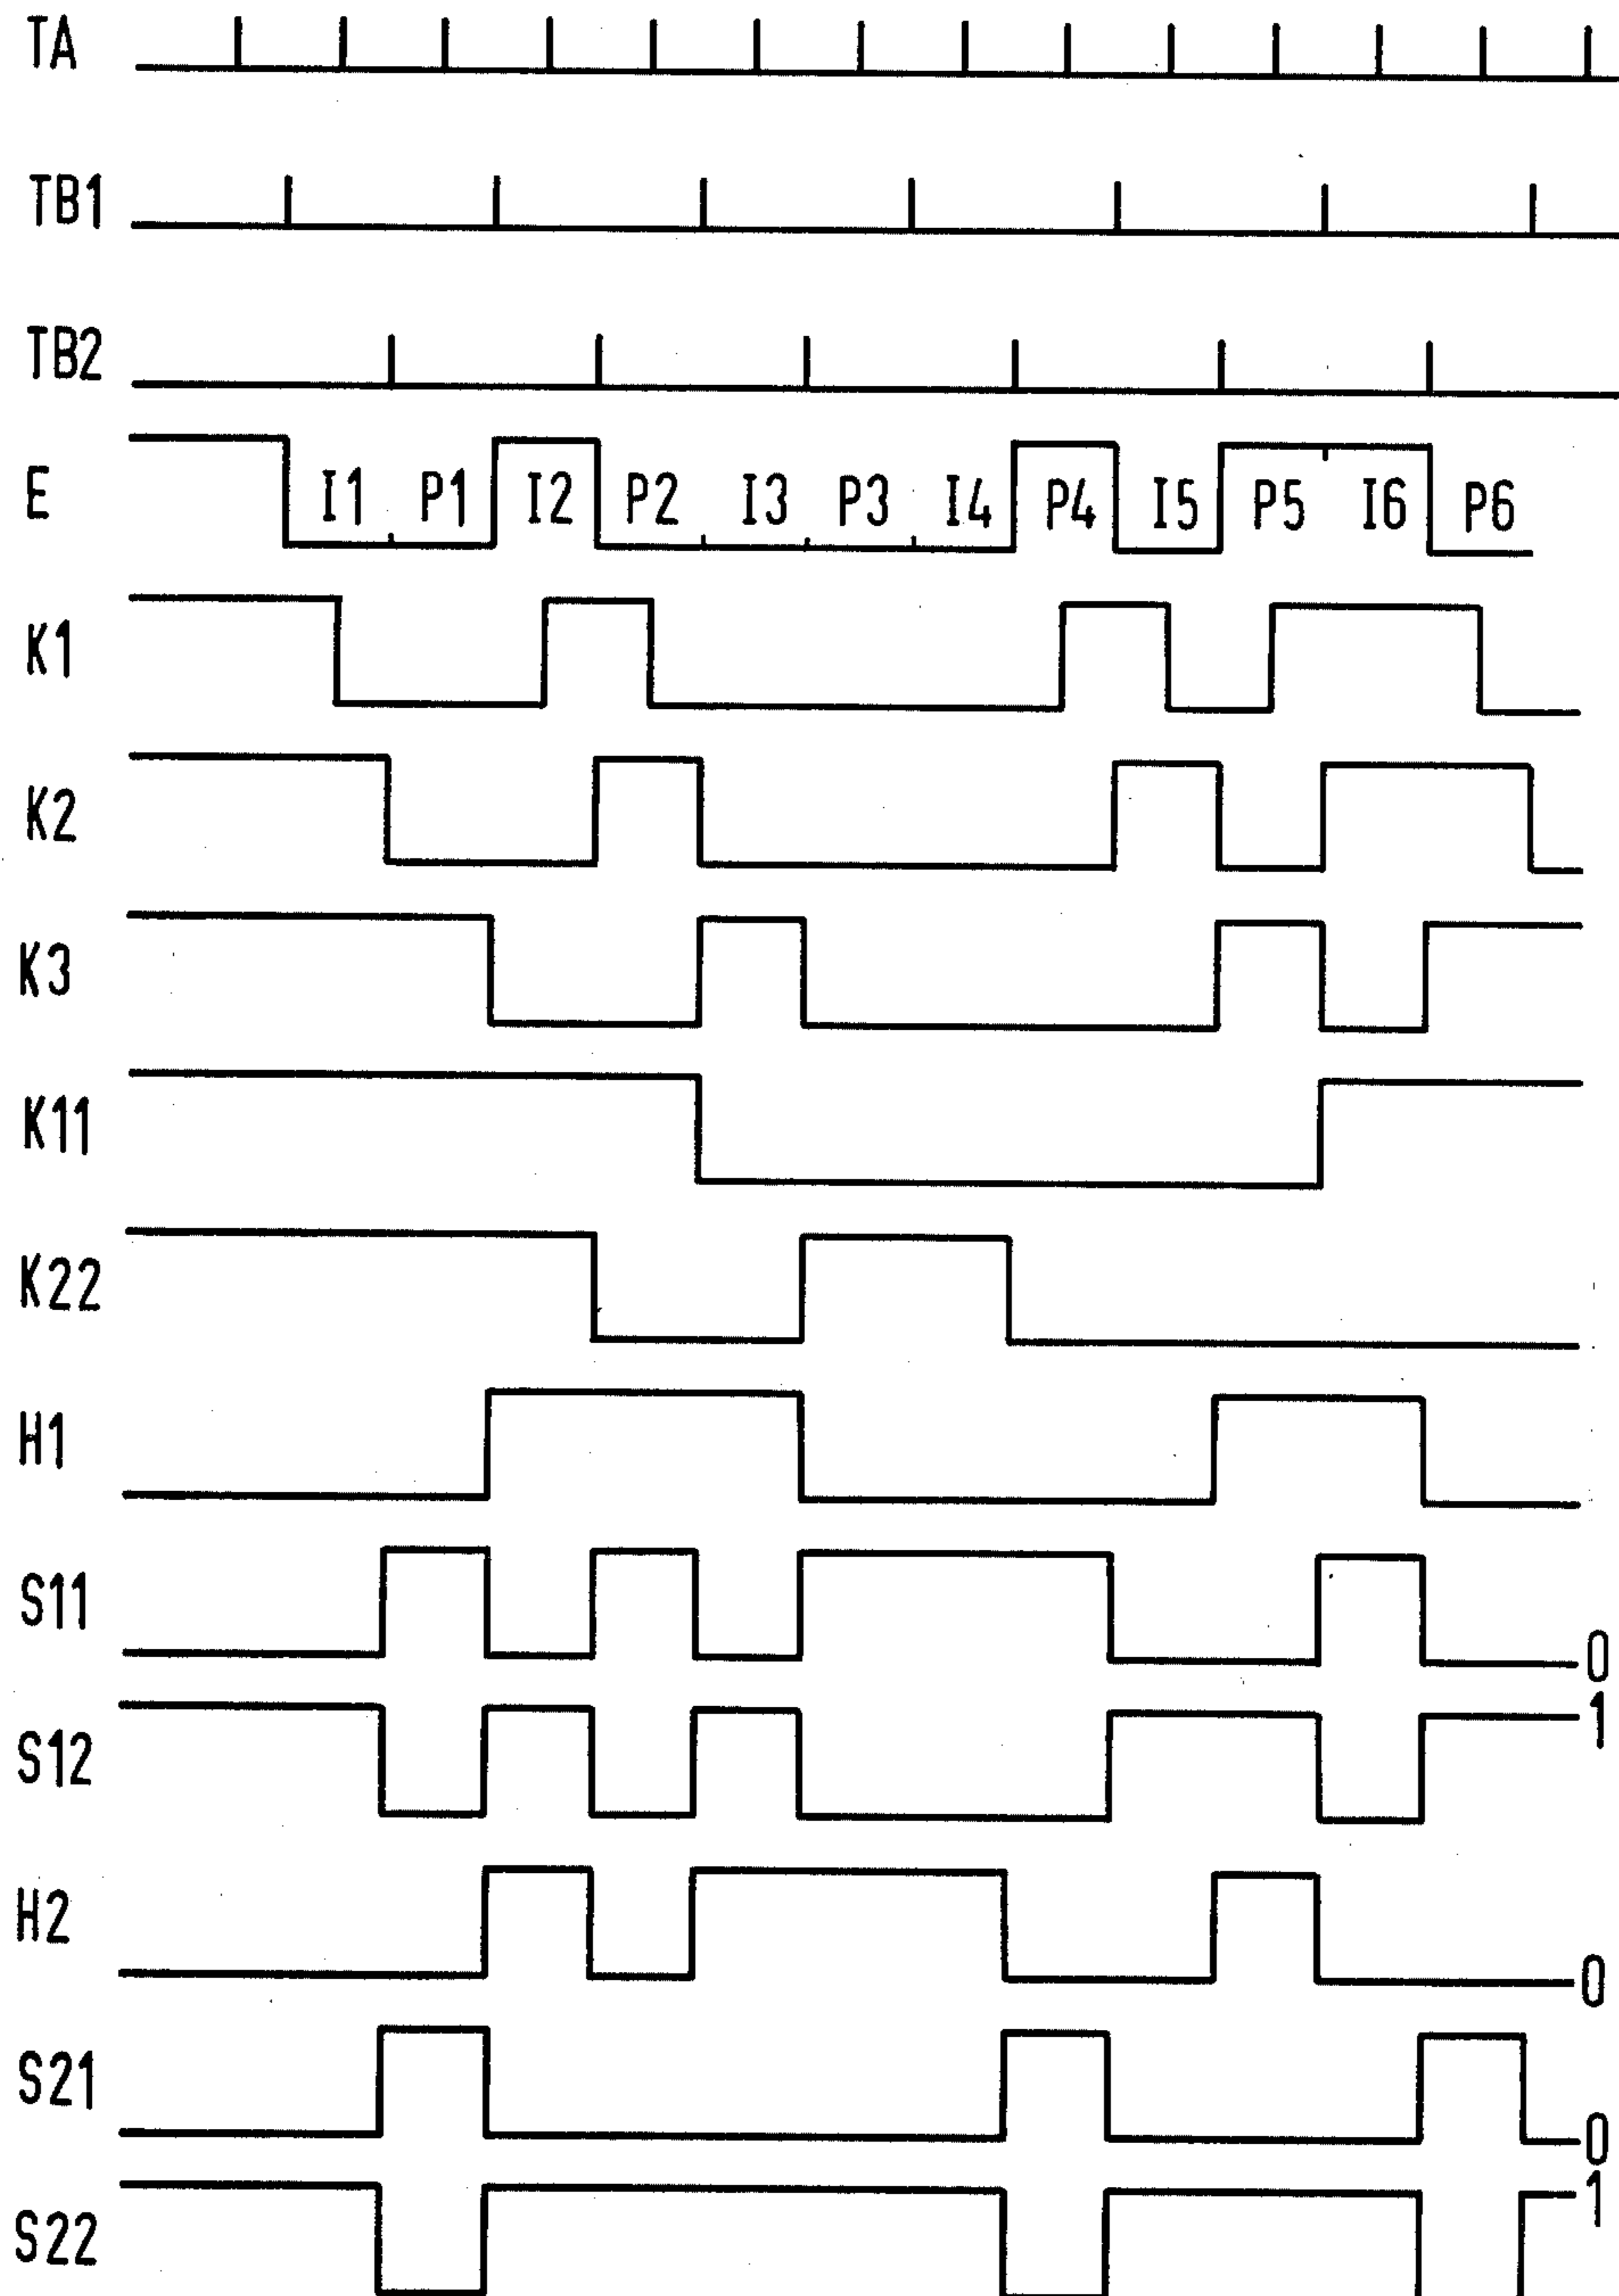 TA
TB1
TB2
E I1 P1 I2 P2 I3 P3 I4 P4 I5 P5 I6 P6
K1
K2
K3
K11
K22
H1
S11 0
S12 1
H2 0
S21 0
S22 1